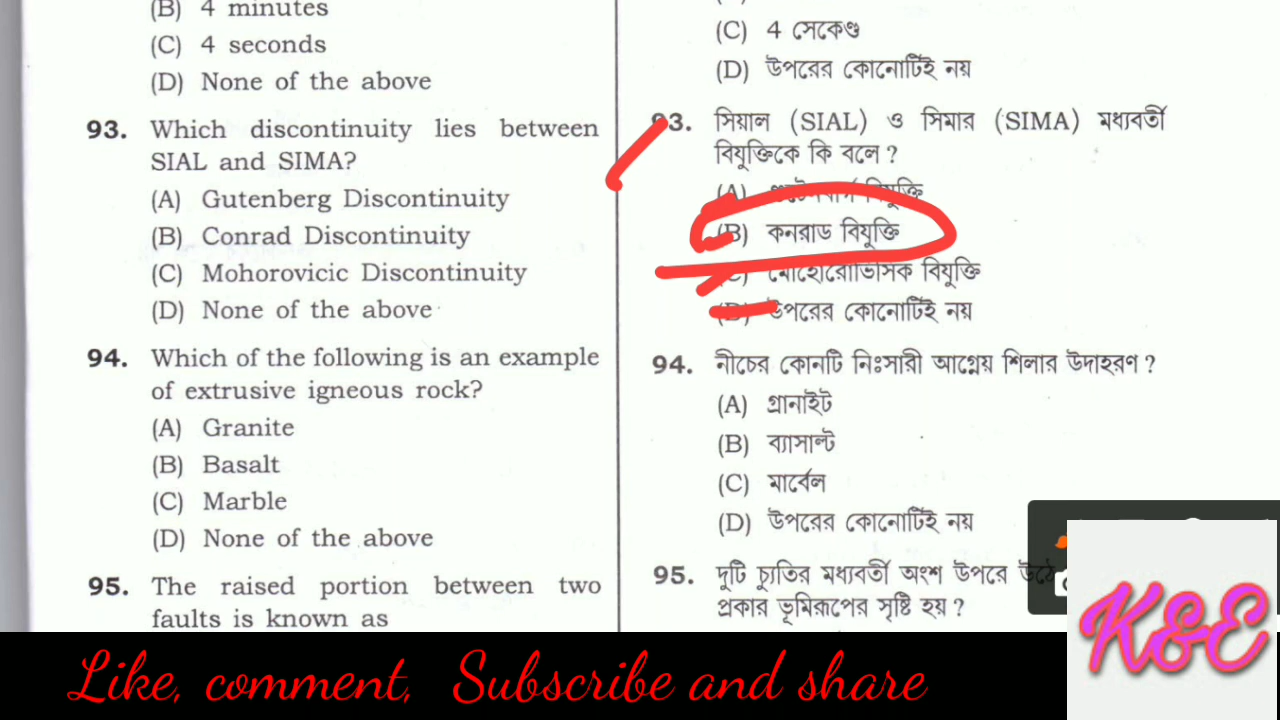 (B) 4 minutes
(C) 4 seconds
(D) None of the above
93. Which discontinuity lies between
SIAL and SIMA?
(A) Gutenberg Discontinuity
(B) Conrad Discontinuity
(C) Mohorovicic Discontinuity
(D) None of the above
94. Which of the following is an example
of extrusive igneous rock?
(A) Granite
(B) Basalt
(C) Marble
(D) None of the above
95. The raised portion between two
faults is known as
(C) 4 সেকেণ্ড
(D) উপরের কোনোটিই নয়
93. সিয়াল (SIAL) ও সিমার (SIMA) মধ্যবর্তী
বিযুক্তিকে কি বলে ?
(A) গুটেনবার্গ বিযুক্তি
(B) কনরাড বিযুক্তি
(C) মোহোরোভিসিক বিযুক্তি
(D) উপরের কোনোটিই নয়
94. নীচের কোনটি নিঃসারী আগ্নেয় শিলার উদাহরণ ?
(A) গ্রানাইট
(B) ব্যাসাল্ট
(C) মার্বেল
(D) উপরের কোনোটিই নয়
95. দুটি চ্যুতির মধ্যবর্তী অংশ উপরে উঠে
প্রকার ভূমিরূপের সৃষ্টি হয় ?
K&E
Like, comment, Subscribe and share